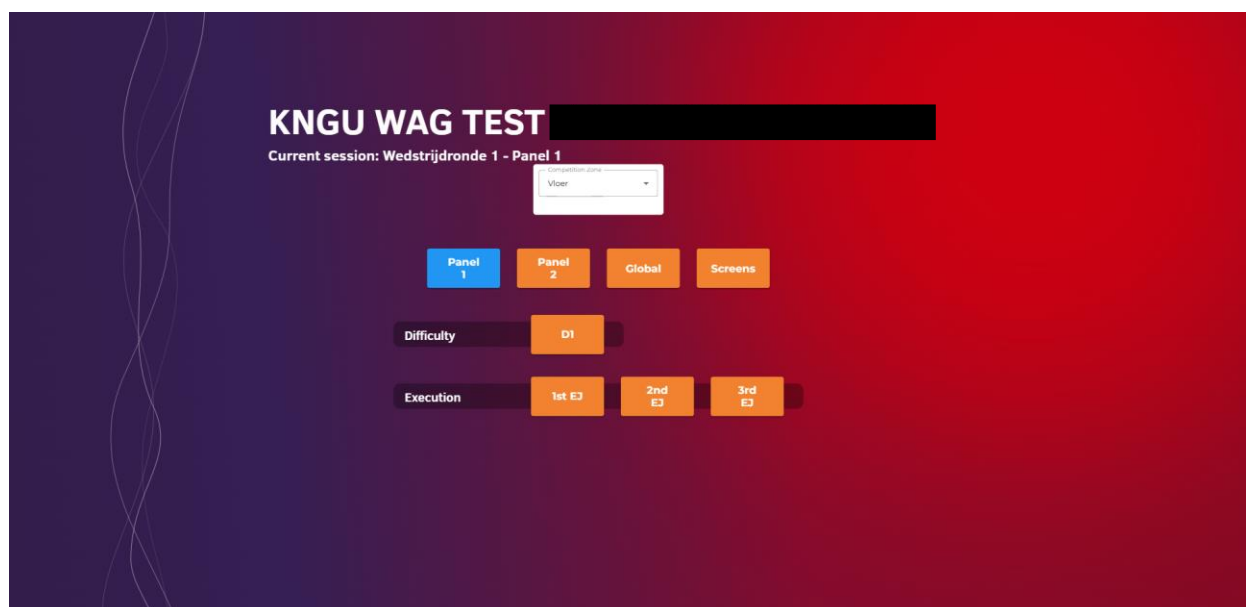 KNGU WAG TEST
Current session: Wedstrijdronde 1 - Panel 1
Competition zone
Vloer
Panel 1
Panel 2
Global
Screens
Difficulty
D1
Execution
1st EJ
2nd EJ
3rd EJ